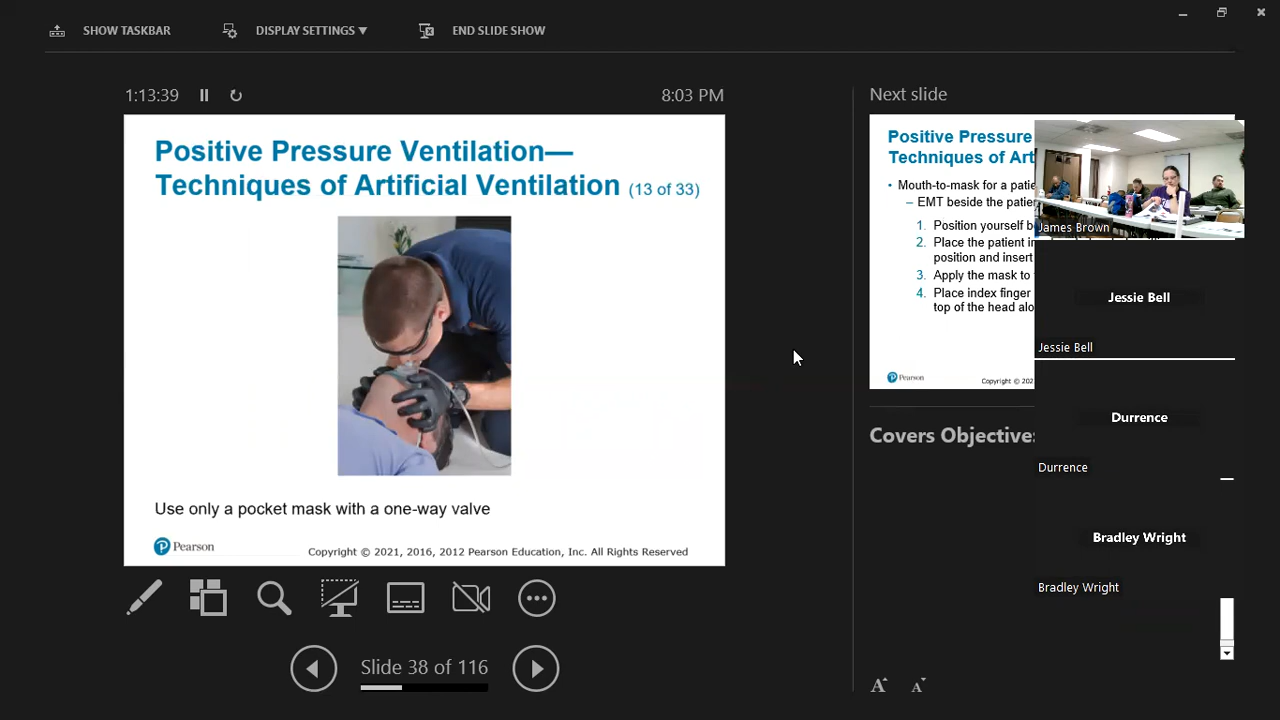 SHOW TASKBAR
DISPLAY SETTINGS ▼
END SLIDE SHOW
1:13:39
8:03 PM
Positive Pressure Ventilation—
Techniques of Artificial Ventilation (13 of 33)
Use only a pocket mask with a one-way valve
Pearson
Copyright © 2021, 2016, 2012 Pearson Education, Inc. All Rights Reserved
Slide 38 of 116
Next slide
Positive Pressure
Techniques of Art
• Mouth-to-mask for a patie
– EMT beside the patie
1. Position yourself b
2. Place the patient in
position and insert
3. Apply the mask to
4. Place index finger
top of the head alo
Pearson
Copyright © 202
Covers Objective
A A
James Brown
Jessie Bell
Jessie Bell
Durrence
Durrence
Bradley Wright
Bradley Wright